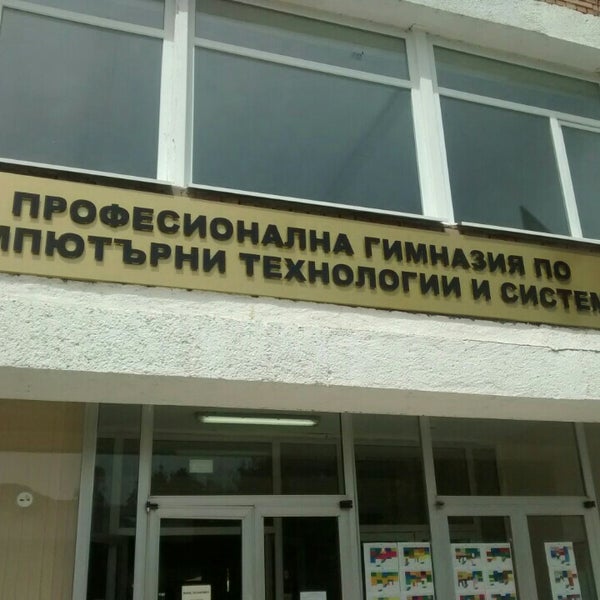 ПРОФЕСИОНАЛНА ГИМНАЗИЯ ПО
МПЮТЪРНИ ТЕХНОЛОГИИ И СИСТЕМ